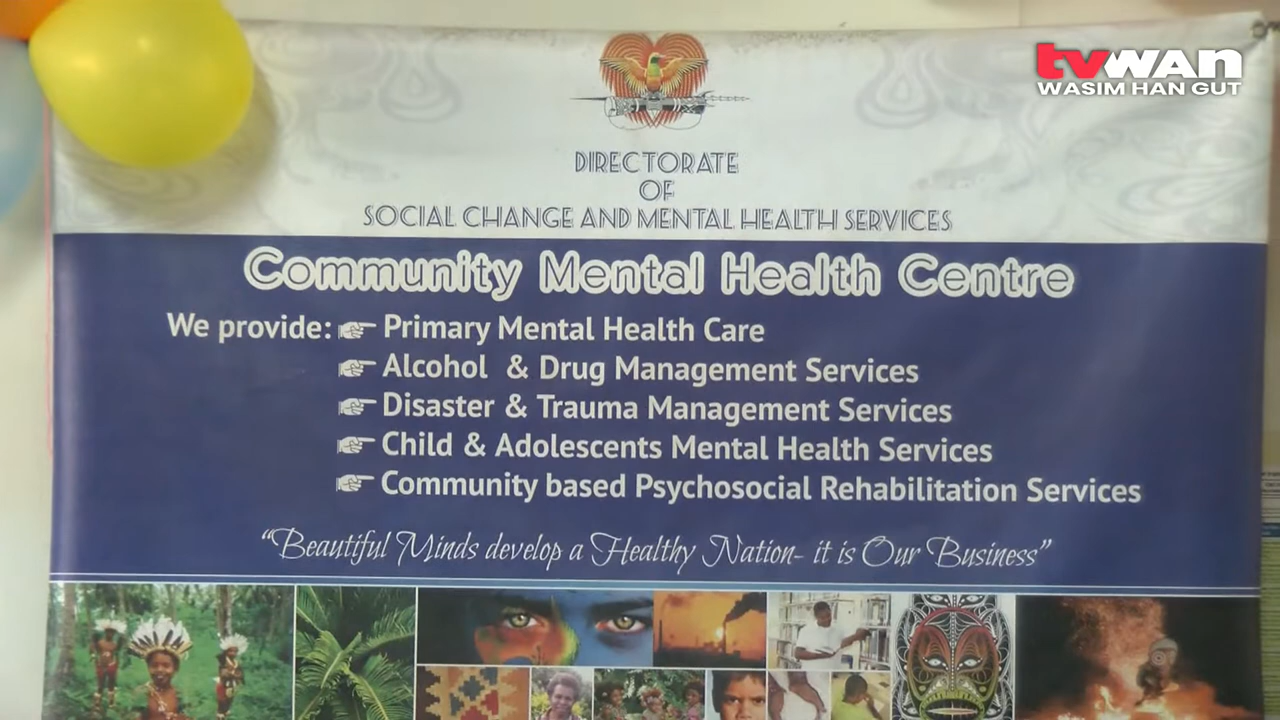 tvwan
WASIM HAN GUT
DIRECTORATE
OF
SOCIAL CHANGE AND MENTAL HEALTH SERVICES
Community Mental Health Centre
We provide: Primary Mental Health Care
Alcohol & Drug Management Services
Disaster & Trauma Management Services
Child & Adolescents Mental Health Services
Community based Psychosocial Rehabilitation Services
“Beautiful Minds develop a Healthy Nation- it is Our Business”